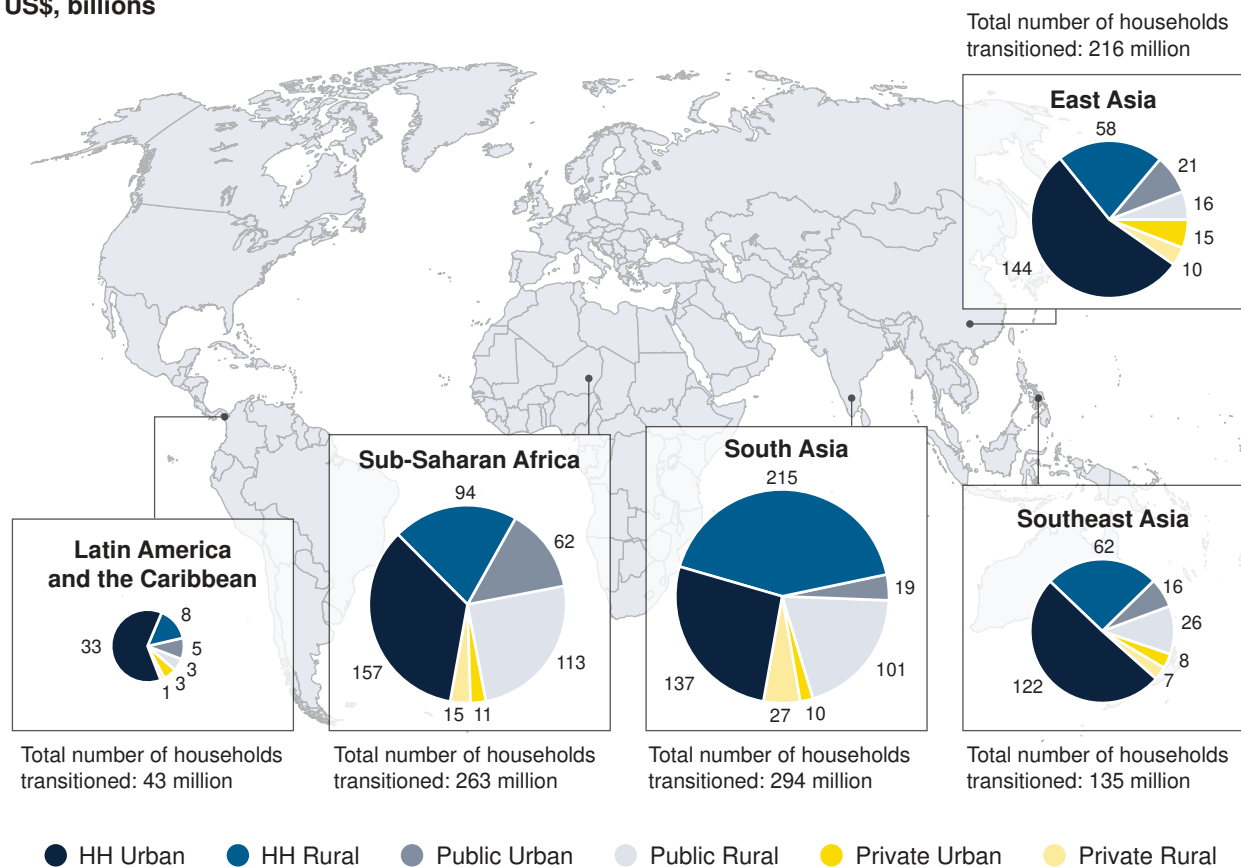 US$, billions
Total number of households
transitioned: 216 million
East Asia
58
21
16
15
10
144
Sub-Saharan Africa
94
62
113
11
15
157
South Asia
215
19
101
10
27
137
Southeast Asia
62
16
26
8
7
122
Latin America
and the Caribbean
8
5
3
3
1
33
Total number of households
transitioned: 43 million
Total number of households
transitioned: 263 million
Total number of households
transitioned: 294 million
Total number of households
transitioned: 135 million
HH Urban
HH Rural
Public Urban
Public Rural
Private Urban
Private Rural